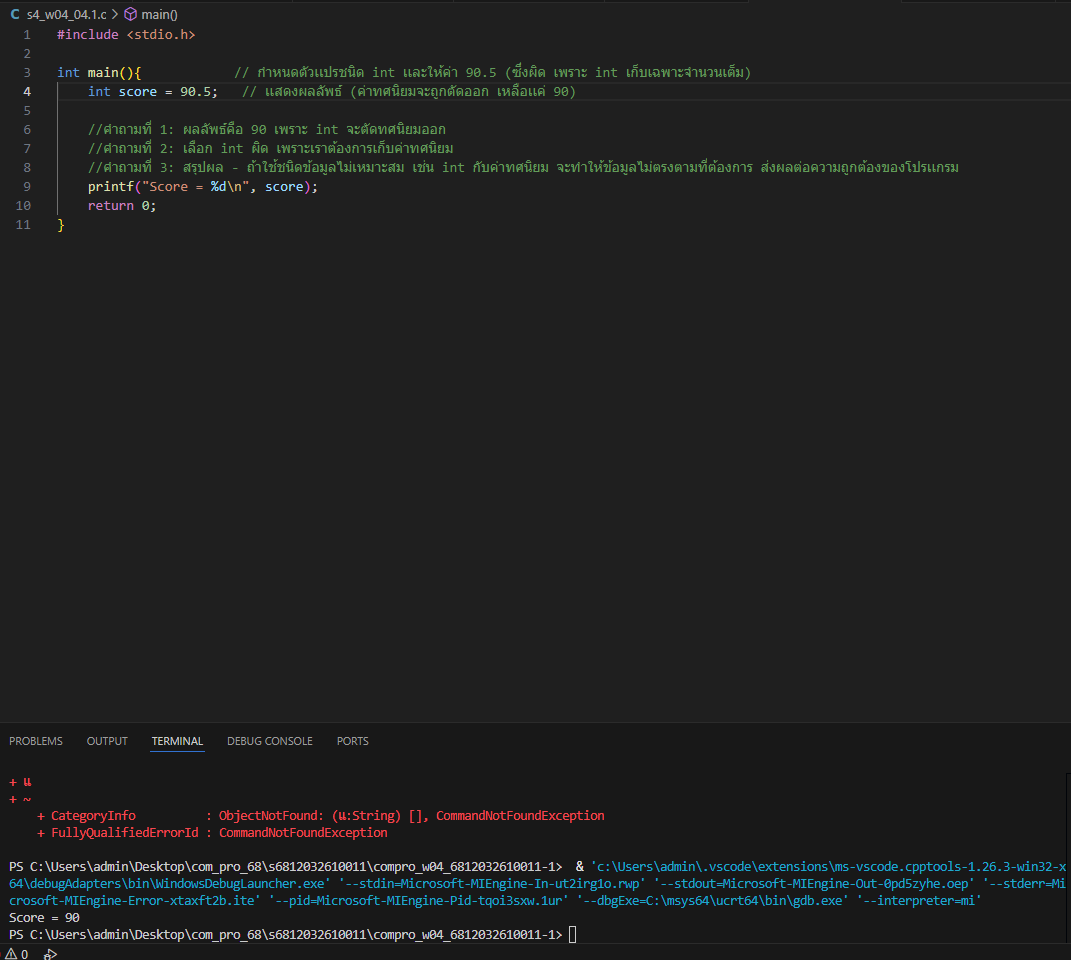 C s4_w04_04.1.c > main()
1 #include <stdio.h>
2
3 int main(){ // กำหนดตัวแปรชนิด int และให้ค่า 90.5 (ซึ่งผิด เพราะ int เก็บเฉพาะจำนวนเต็ม)
4 int score = 90.5; // แสดงผลลัพธ์ (ค่าทศนิยมจะถูกตัดออก เหลือแค่ 90)
5
6 //คำถามที่ 1: ผลลัพธ์คือ 90 เพราะ int จะตัดทศนิยมออก
7 //คำถามที่ 2: เลือก int ผิด เพราะเราต้องการเก็บค่าทศนิยม
8 //คำถามที่ 3: สรุปผล - ถ้าใช้ชนิดข้อมูลไม่เหมาะสม เช่น int กับค่าทศนิยม จะทำให้ข้อมูลไม่ตรงตามที่ต้องการ ส่งผลต่อความถูกต้องของโปรแกรม
9 printf("Score = %d\n", score);
10 return 0;
11 }
PROBLEMS OUTPUT TERMINAL DEBUG CONSOLE PORTS
+ แ
+ ~
+ CategoryInfo : ObjectNotFound: (แ:String) [], CommandNotFoundException
+ FullyQualifiedErrorId : CommandNotFoundException
PS C:\Users\admin\Desktop\com_pro_68\s6812032610011\compro_w04_6812032610011-1> & 'c:\Users\admin\.vscode\extensions\ms-vscode.cpptools-1.26.3-win32-x
64\debugAdapters\bin\WindowsDebugLauncher.exe' '--stdin=Microsoft-MIEngine-In-ut2irg1o.rwp' '--stdout=Microsoft-MIEngine-Out-0pd5zyhe.oep' '--stderr=Mi
crosoft-MIEngine-Error-xtaxft2b.ite' '--pid=Microsoft-MIEngine-Pid-tqoi3sxw.1ur' '--dbgExe=C:\msys64\ucrt64\bin\gdb.exe' '--interpreter=mi'
Score = 90
PS C:\Users\admin\Desktop\com_pro_68\s6812032610011\compro_w04_6812032610011-1>
0